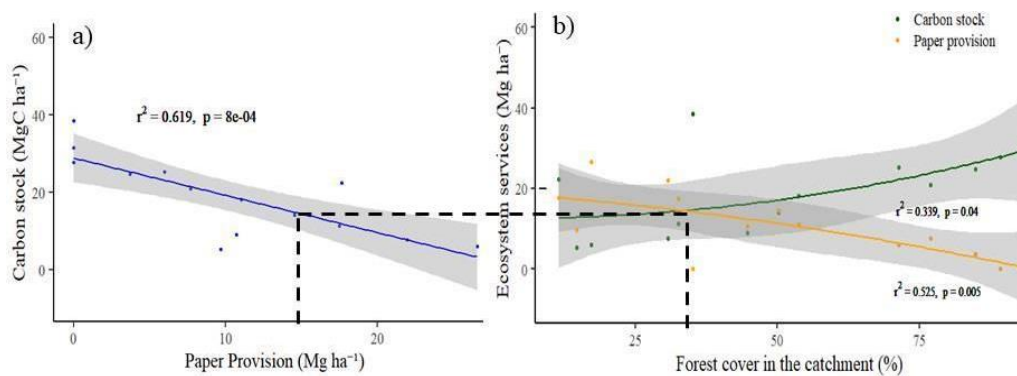 a)
r² = 0.619, p = 8e-04
Carbon stock (MgC ha⁻¹)
60
40
20
0
0
10
20
Paper Provision (Mg ha⁻¹)
b)
Carbon stock
Paper provision
Ecosystem services (Mg ha⁻)
60
40
20
0
r² = 0.339, p = 0.04
r² = 0.525, p = 0.005
25
50
75
Forest cover in the catchment (%)